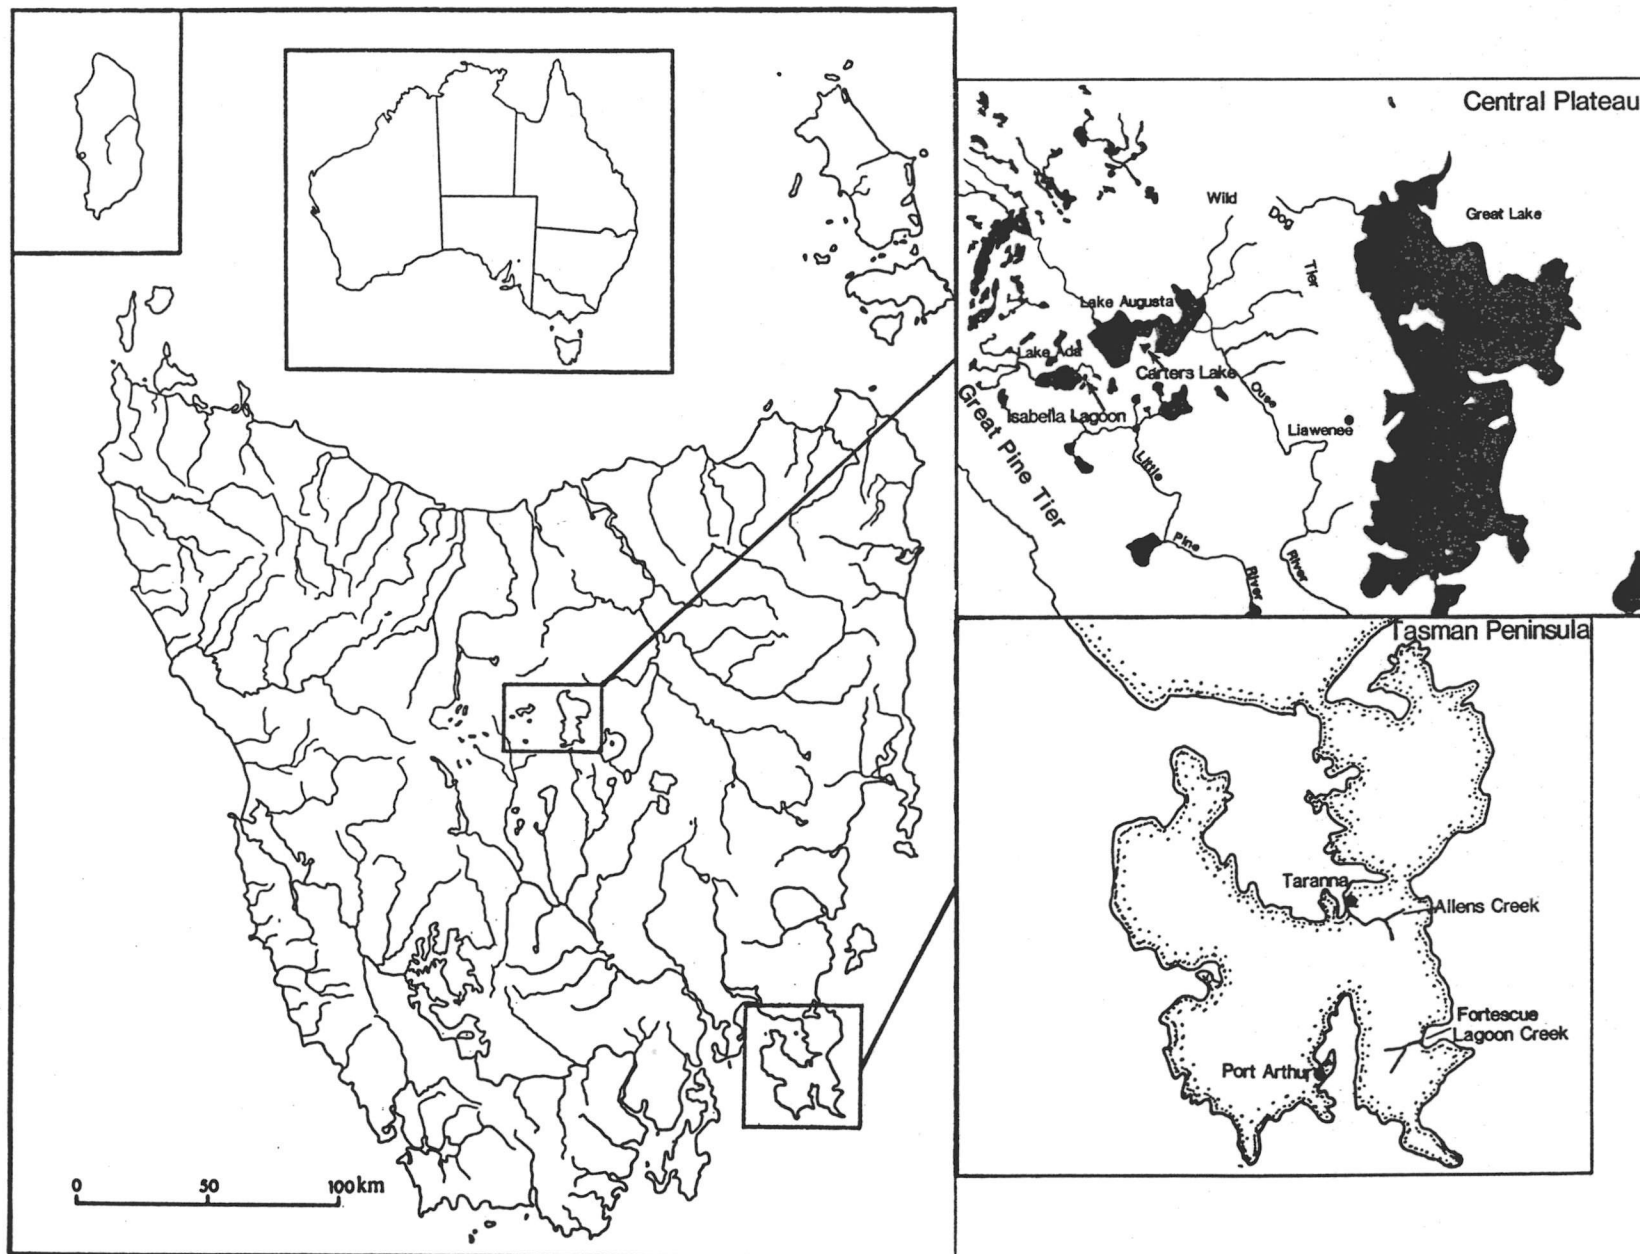 Central Plateau
Wild
Dog
Tier
Great Lake
Lake Augusta
Lake Ada
Carters Lake
Isabella Lagoon
Great Pine Tier
Ouse
River
Liawenee
Little
Pine
River
Tasman Peninsula
Taranna
Allens Creek
Fortescue
Lagoon Creek
Port Arthur
0 50 100km